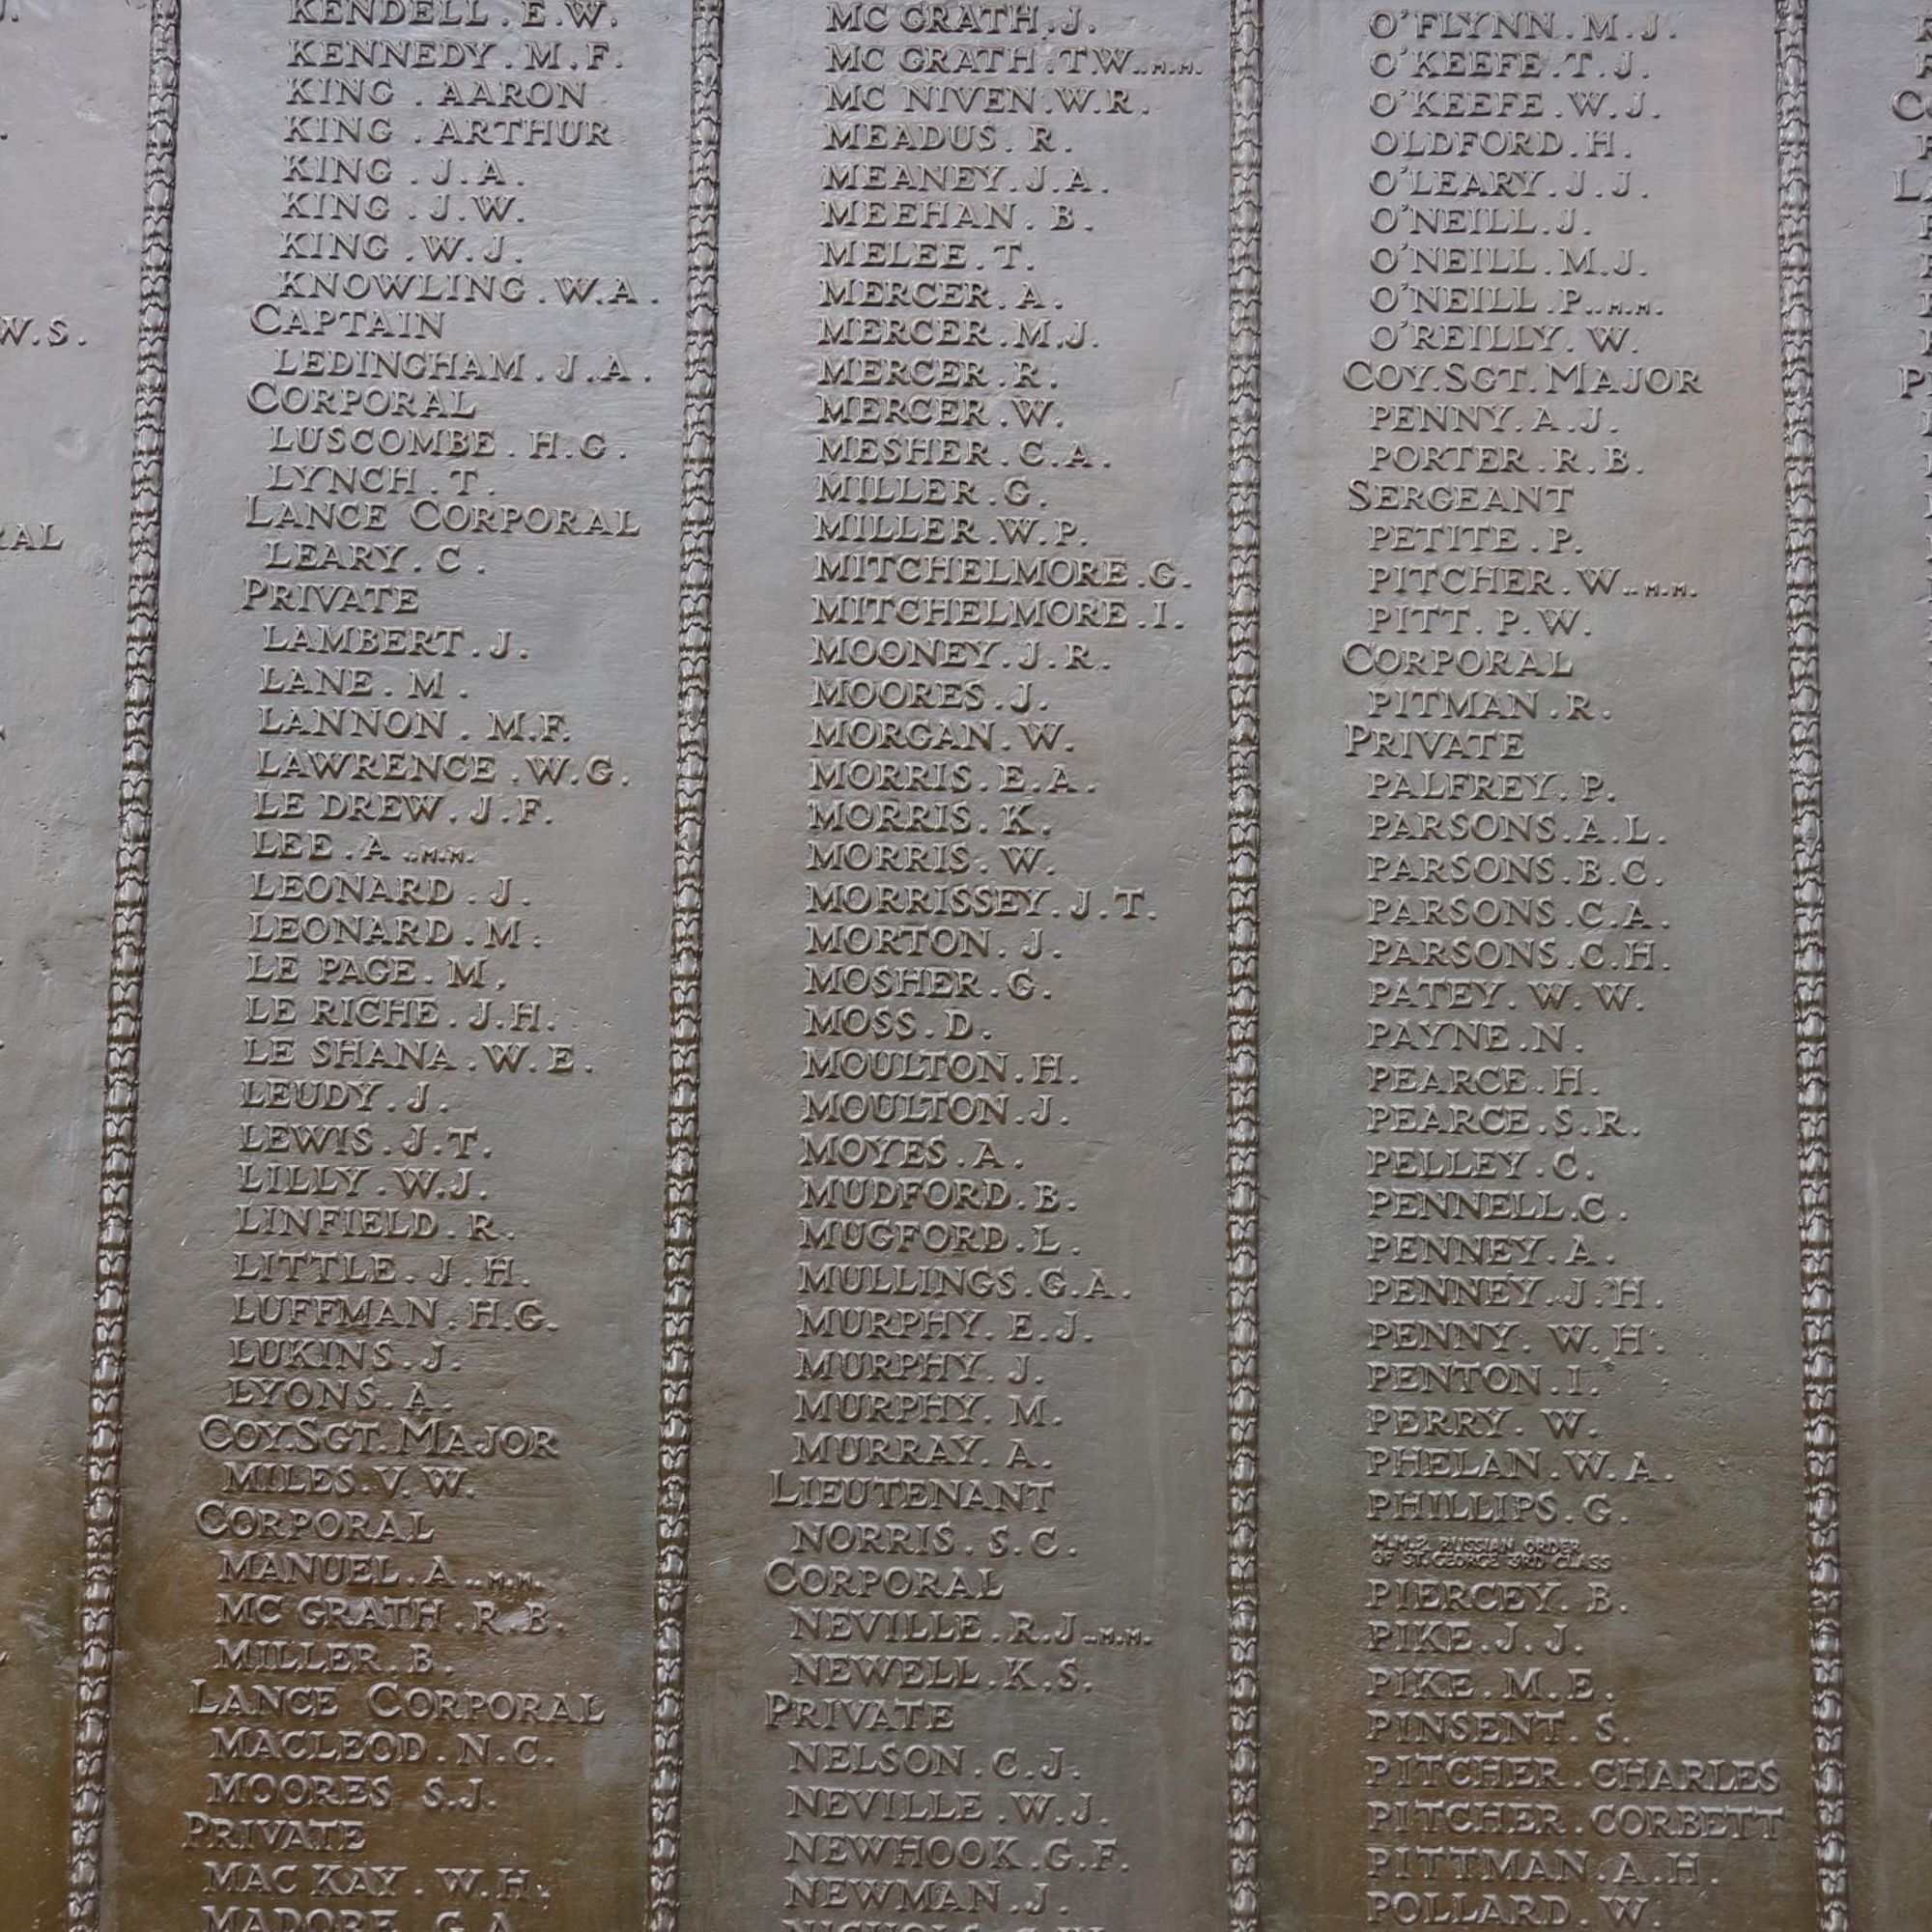 J.
W.S.
RAL
KENDELL . E.W.
KENNEDY . M.F.
KING . AARON
KING . ARTHUR
KING . J.A.
KING . J.W.
KING . W.J.
KNOWLING . W.A.
CAPTAIN
LEDINGHAM . J.A.
CORPORAL
LUSCOMBE . H.G.
LYNCH . T.
LANCE CORPORAL
LEARY . C.
PRIVATE
LAMBERT . J.
LANE . M.
LANNON . M.F.
LAWRENCE . W.G.
LE DREW . J.F.
LEE . A..M.M.
LEONARD . J.
LEONARD . M.
LE PAGE . M.
LE RICHE . J.H.
LE SHANA . W.E.
LEUDY . J.
LEWIS . J.T.
LILLY . W.J.
LINFIELD . R.
LITTLE . J.H.
LUFFMAN . H.G.
LUKINS . J.
LYONS . A.
COY.SGT.MAJOR
MILES . V.W.
CORPORAL
MANUEL . A..M.M.
MC GRATH . R.B.
MILLER . B.
LANCE CORPORAL
MACLEOD . N.C.
MOORES S.J.
PRIVATE
MAC KAY . W.H.
MADORE . G.A.
MC GRATH . J.
MC GRATH . T.W..M.M.
MC NIVEN . W.R.
MEADUS . R.
MEANEY . J.A.
MEEHAN . B.
MELEE . T.
MERCER . A.
MERCER . M.J.
MERCER . R.
MERCER . W.
MESHER . C.A.
MILLER . G.
MILLER . W.P.
MITCHELMORE . G.
MITCHELMORE . I.
MOONEY . J.R.
MOORES . J.
MORGAN . W.
MORRIS . E.A.
MORRIS . K.
MORRIS . W.
MORRISSEY . J.T.
MORTON . J.
MOSHER . G.
MOSS . D.
MOULTON . H.
MOULTON . J.
MOYES . A.
MUDFORD . B.
MUGFORD . L.
MULLINGS . G.A.
MURPHY . E.J.
MURPHY . J.
MURPHY . M.
MURRAY . A.
LIEUTENANT
NORRIS . S.C.
CORPORAL
NEVILLE . R.J..M.M.
NEWELL . K.S.
PRIVATE
NELSON . C.J.
NEVILLE . W.J.
NEWHOOK . G.F.
NEWMAN . J.
O'FLYNN . M.J.
O'KEEFE . T.J.
O'KEEFE . W.J.
OLDFORD . H.
O'LEARY . J.J.
O'NEILL . J.
O'NEILL . M.J.
O'NEILL . P..M.M.
O'REILLY . W.
COY.SGT.MAJOR
PENNY . A.J.
PORTER . R.B.
SERGEANT
PETITE . P.
PITCHER . W..M.M.
PITT . P.W.
CORPORAL
PITMAN . R.
PRIVATE
PALFREY . P.
PARSONS . A.L.
PARSONS . B.C.
PARSONS . C.A.
PARSONS . C.H.
PATEY . W.W.
PAYNE . N.
PEARCE . H.
PEARCE . S.R.
PELLEY . C.
PENNELL . C.
PENNEY . A.
PENNEY . J.H.
PENNY . W.H.
PENTON . I.
PERRY . W.
PHELAN . W.A.
PHILLIPS . G.
M.M.& RUSSIAN ORDER
OF ST.GEORGE 3RD CLASS
PIERCEY . B.
PIKE . J.J.
PIKE . M.E.
PINSENT . S.
PITCHER . CHARLES
PITCHER . CORBETT
PITTMAN . A.H.
POLLARD . W.